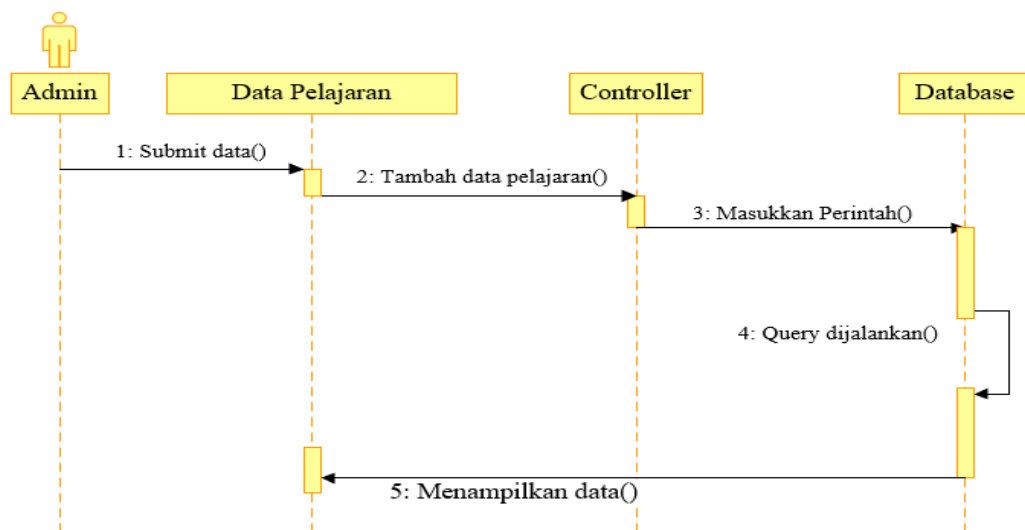 Admin
Data Pelajaran
Controller
Database
1: Submit data()
2: Tambah data pelajaran()
3: Masukkan Perintah()
4: Query dijalankan()
5: Menampilkan data()